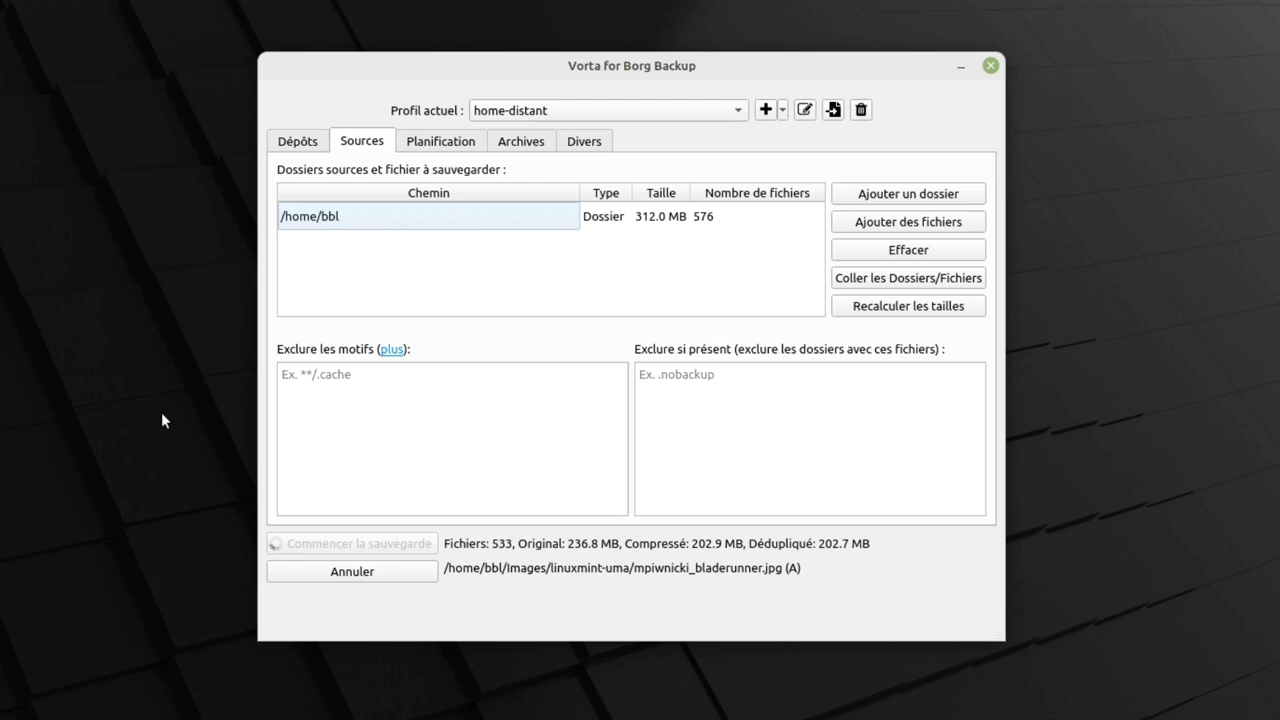 Vorta for Borg Backup
Profil actuel : home-distant
Dépôts Sources Planification Archives Divers
Dossiers sources et fichier à sauvegarder :
Chemin Type Taille Nombre de fichiers
/home/bbl Dossier 312.0 MB 576
Ajouter un dossier
Ajouter des fichiers
Effacer
Coller les Dossiers/Fichiers
Recalculer les tailles
Exclure les motifs (plus):
Ex. **/.cache
Exclure si présent (exclure les dossiers avec ces fichiers) :
Ex. .nobackup
Commencer la sauvegarde Fichiers: 533, Original: 236.8 MB, Compressé: 202.9 MB, Dédupliqué: 202.7 MB
Annuler /home/bbl/Images/linuxmint-uma/mpiwnicki_bladerunner.jpg (A)